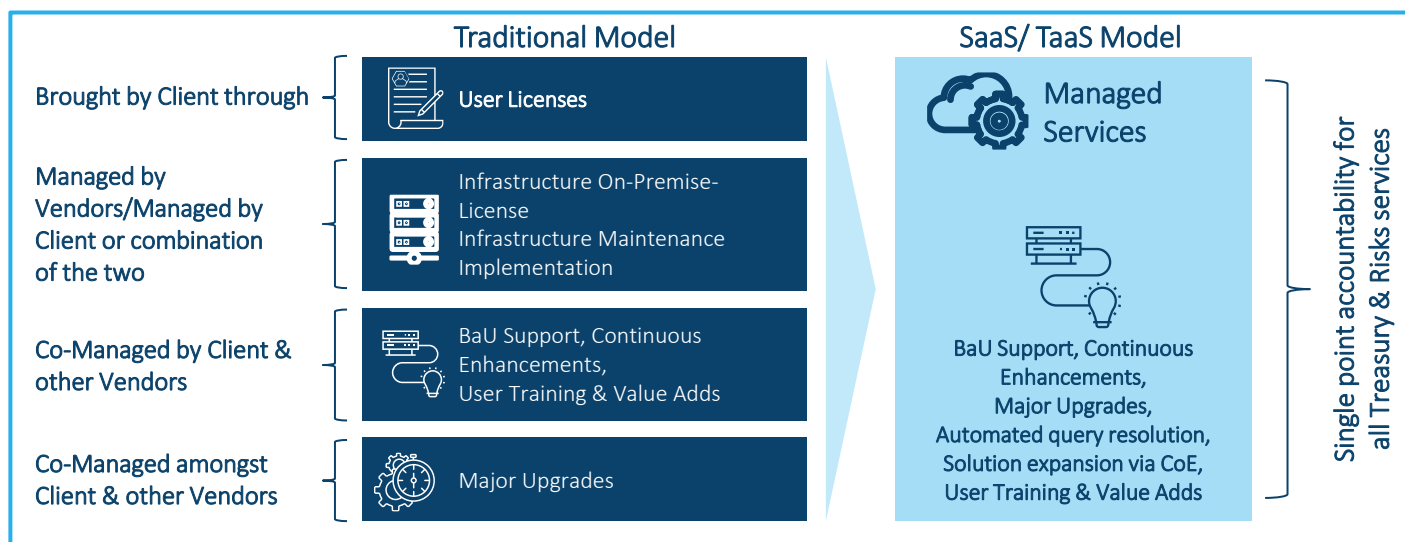 Traditional Model
SaaS/ TaaS Model
Brought by Client through
User Licenses
Managed by
Vendors/Managed by
Client or combination
of the two
Infrastructure On-Premise-
License
Infrastructure Maintenance
Implementation
Co-Managed by Client &
other Vendors
BaU Support, Continuous
Enhancements,
User Training & Value Adds
Co-Managed amongst
Client & other Vendors
Major Upgrades
Managed
Services
BaU Support, Continuous
Enhancements,
Major Upgrades,
Automated query resolution,
Solution expansion via CoE,
User Training & Value Adds
Single point accountability for
all Treasury & Risks services